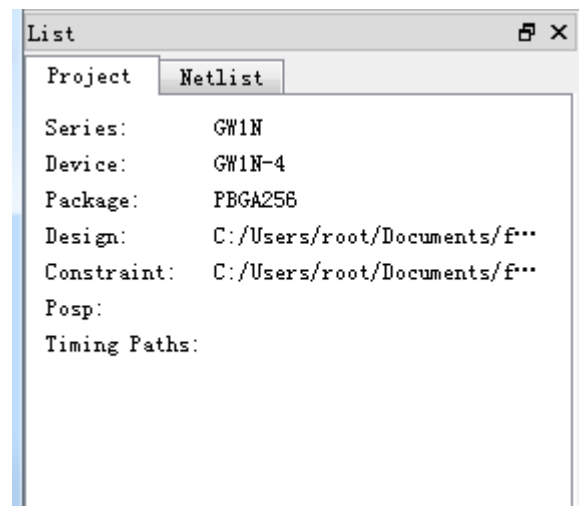 List
Project Netlist
Series: GW1N
Device: GW1N-4
Package: PBGA256
Design: C:/Users/root/Documents/f…
Constraint: C:/Users/root/Documents/f…
Posp:
Timing Paths: